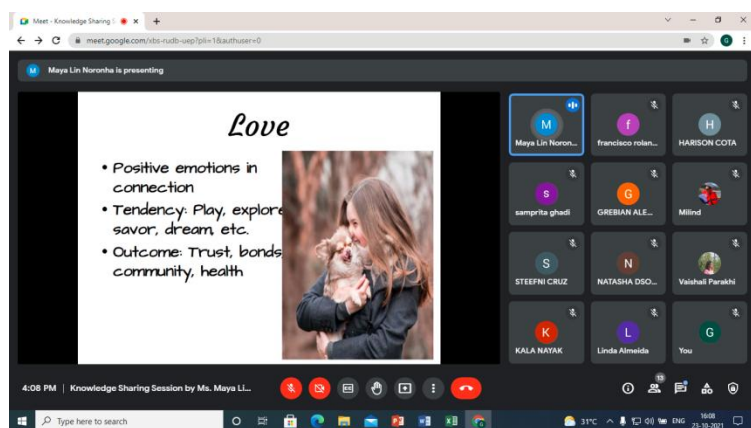 Meet - Knowledge Sharing
meet.google.com/xbs-rudb-uep?pli=1&authuser=0
G
M
Maya Lin Noronha is presenting
Love
• Positive emotions in
connection
• Tendency: Play, explore
savor, dream, etc.
• Outcome: Trust, bonds
community, health
M
Maya Lin Noron...
f
francisco rolan...
H
HARISON COTA
s
samprita ghadi
G
GREBIAN ALE...
Milind
S
STEEFNI CRUZ
N
NATASHA DSO...
Vaishali Parakhi
K
KALA NAYAK
L
Linda Almeida
G
You
4:08 PM | Knowledge Sharing Session by Ms. Maya Li...
13
Type here to search
31°C
ENG
16:08
23-10-2021